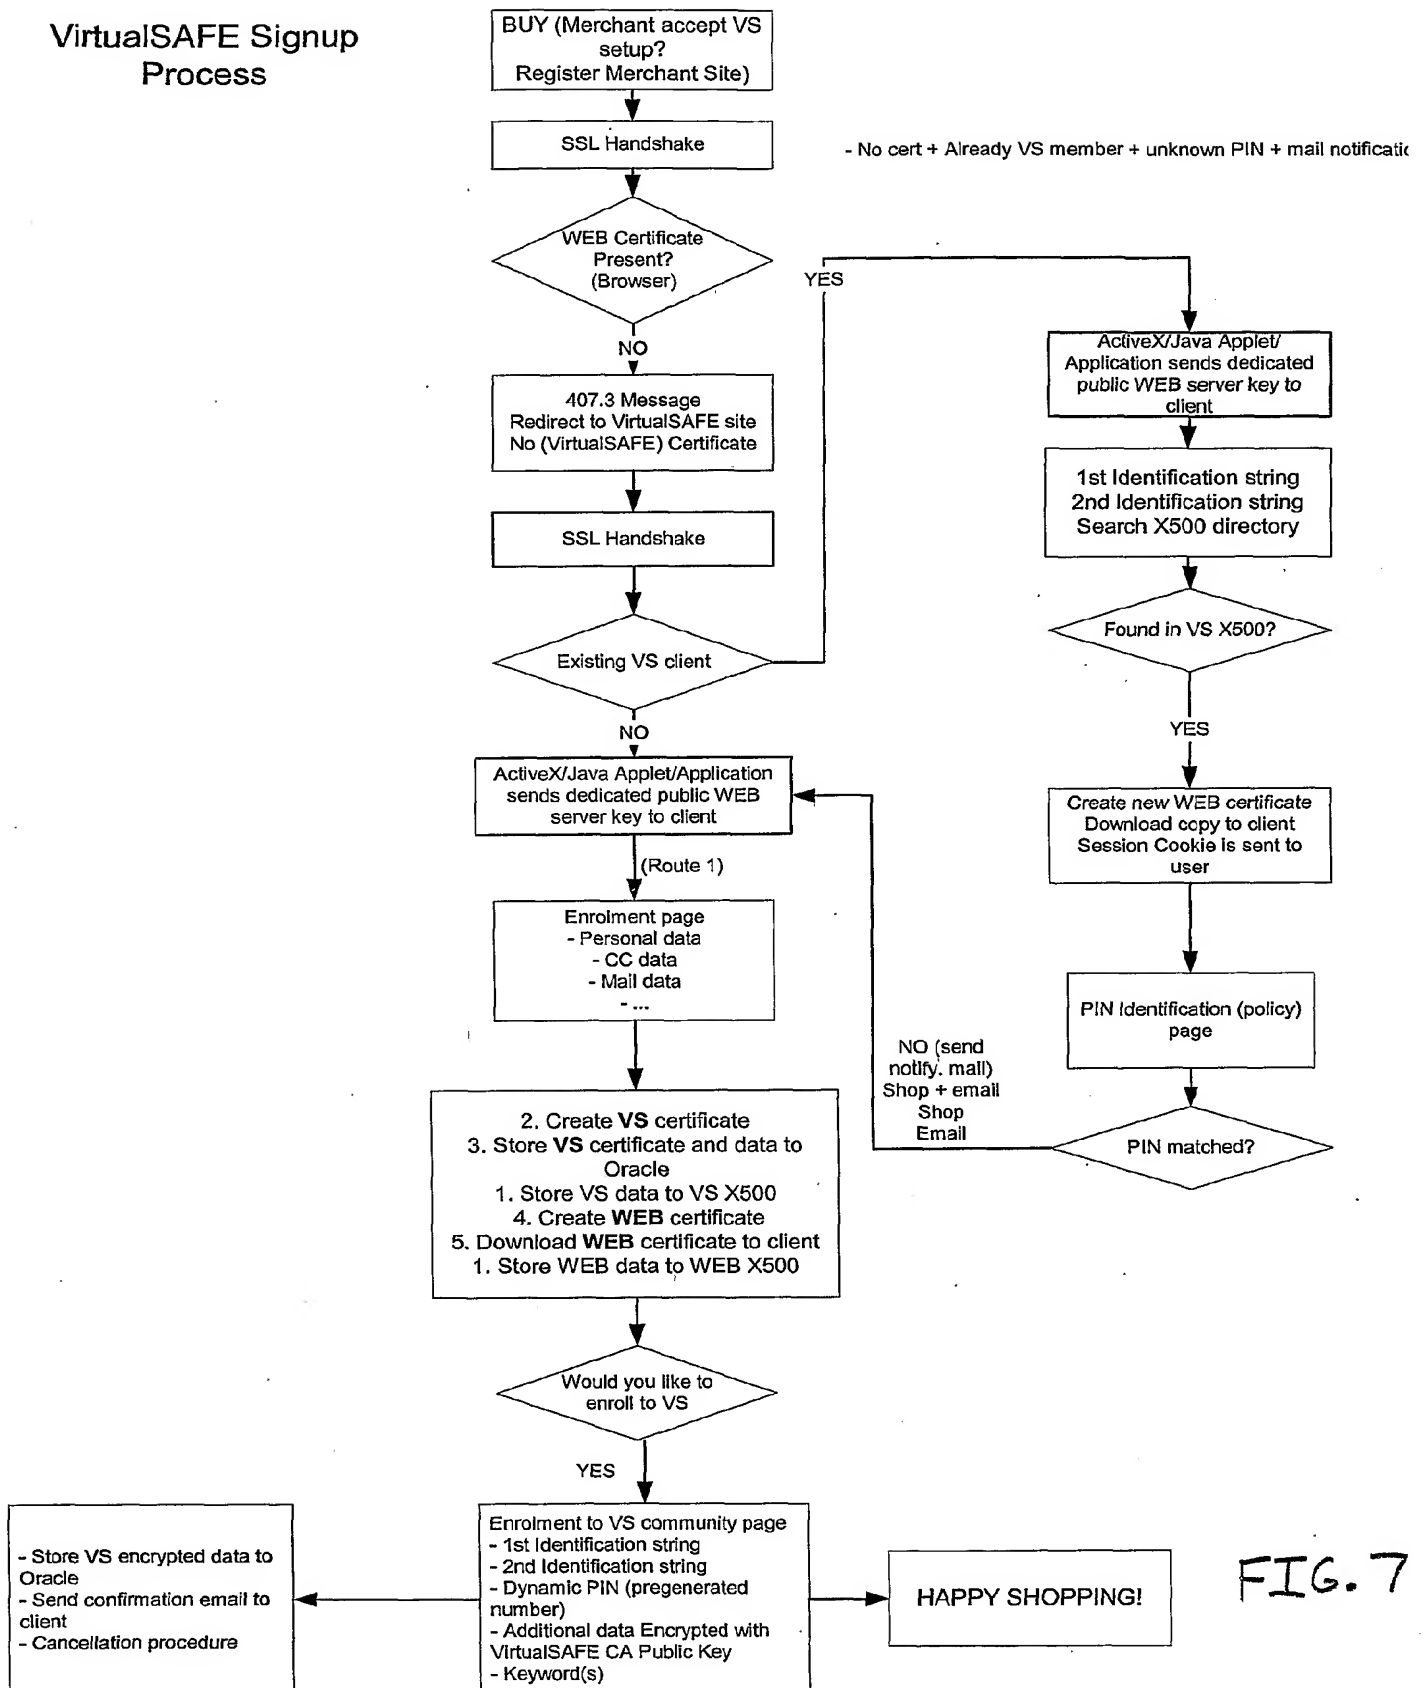 VirtualSAFE Signup
Process
BUY (Merchant accept VS
setup?
Register Merchant Site)
SSL Handshake
- No cert + Already VS member + unknown PIN + mail notificatic
WEB Certificate
Present?
(Browser)
YES
NO
407.3 Message
Redirect to VirtualSAFE site
No (VirtualSAFE) Certificate
SSL Handshake
Existing VS client
NO
ActiveX/Java Applet/Application
sends dedicated public WEB
server key to client
(Route 1)
Enrolment page
- Personal data
- CC data
- Mail data
- ...
2. Create VS certificate
3. Store VS certificate and data to
Oracle
1. Store VS data to VS X500
4. Create WEB certificate
5. Download WEB certificate to client
1. Store WEB data to WEB X500
Would you like to
enroll to VS
YES
ActiveX/Java Applet/
Application sends dedicated
public WEB server key to
client
1st Identification string
2nd Identification string
Search X500 directory
Found in VS X500?
YES
Create new WEB certificate
Download copy to client
Session Cookie is sent to
user
PIN Identification (policy)
page
PIN matched?
NO (send
notify. mail)
Shop + email
Shop
Email
- Store VS encrypted data to
Oracle
- Send confirmation email to
client
- Cancellation procedure
Enrolment to VS community page
- 1st Identification string
- 2nd Identification string
- Dynamic PIN (pregenerated
number)
- Additional data Encrypted with
VirtualSAFE CA Public Key
- Keyword(s)
HAPPY SHOPPING!
FIG. 7